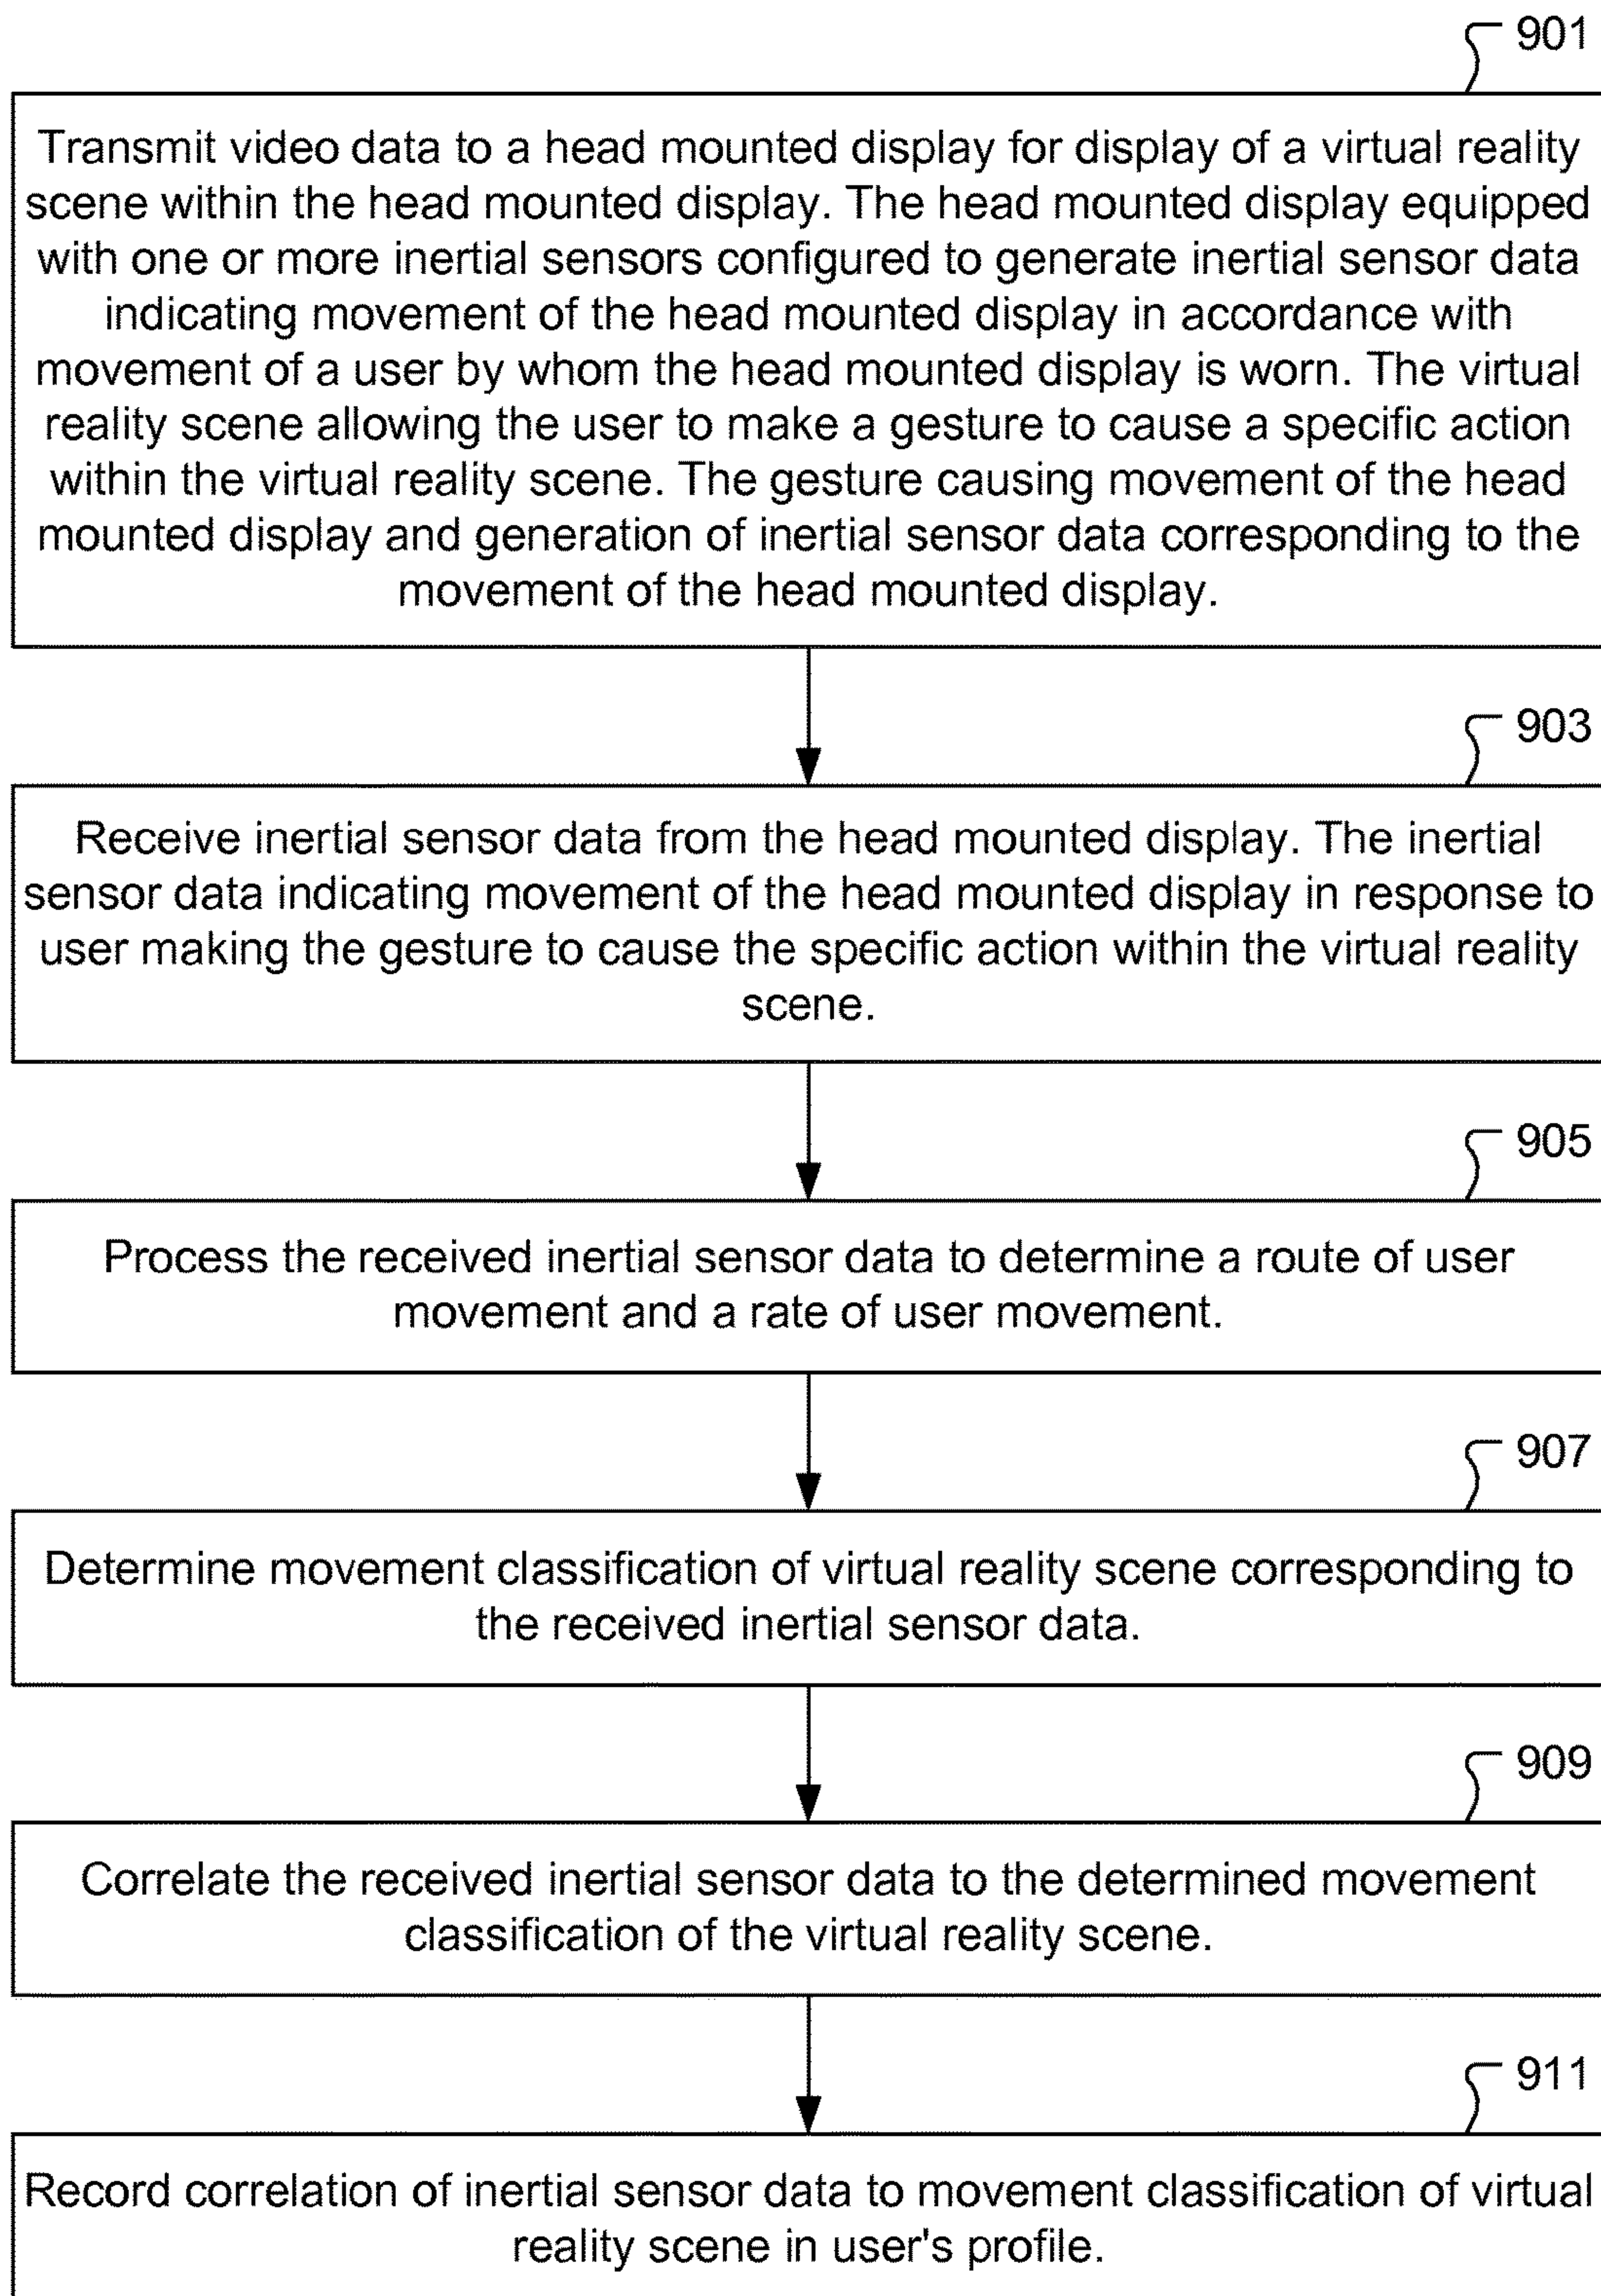 901
Transmit video data to a head mounted display for display of a virtual reality
scene within the head mounted display. The head mounted display equipped
with one or more inertial sensors configured to generate inertial sensor data
indicating movement of the head mounted display in accordance with
movement of a user by whom the head mounted display is worn. The virtual
reality scene allowing the user to make a gesture to cause a specific action
within the virtual reality scene. The gesture causing movement of the head
mounted display and generation of inertial sensor data corresponding to the
movement of the head mounted display.
903
Receive inertial sensor data from the head mounted display. The inertial
sensor data indicating movement of the head mounted display in response to
user making the gesture to cause the specific action within the virtual reality
scene.
905
Process the received inertial sensor data to determine a route of user
movement and a rate of user movement.
907
Determine movement classification of virtual reality scene corresponding to
the received inertial sensor data.
909
Correlate the received inertial sensor data to the determined movement
classification of the virtual reality scene.
911
Record correlation of inertial sensor data to movement classification of virtual
reality scene in user's profile.